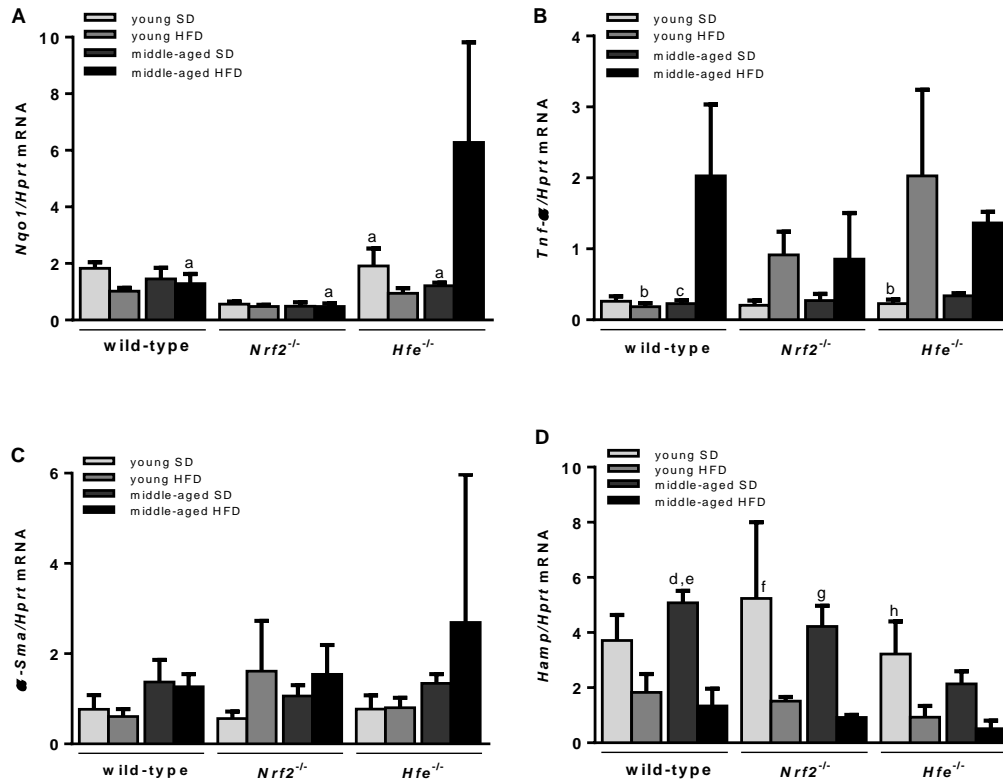 A
young SD
young HFD
middle-aged SD
middle-aged HFD
Nqo1/Hprt mRNA
10
8
6
4
2
0
a
a
a
a
wild-type
Nrf2-/-
Hfe-/-
B
young SD
young HFD
middle-aged SD
middle-aged HFD
Tnf-α/Hprt mRNA
4
3
2
1
0
b
c
b
wild-type
Nrf2-/-
Hfe-/-
C
young SD
young HFD
middle-aged SD
middle-aged HFD
α-Sma/Hprt mRNA
6
4
2
0
wild-type
Nrf2-/-
Hfe-/-
D
young SD
young HFD
middle-aged SD
middle-aged HFD
Hamp/Hprt mRNA
10
8
6
4
2
0
d,e
f
g
h
wild-type
Nrf2-/-
Hfe-/-